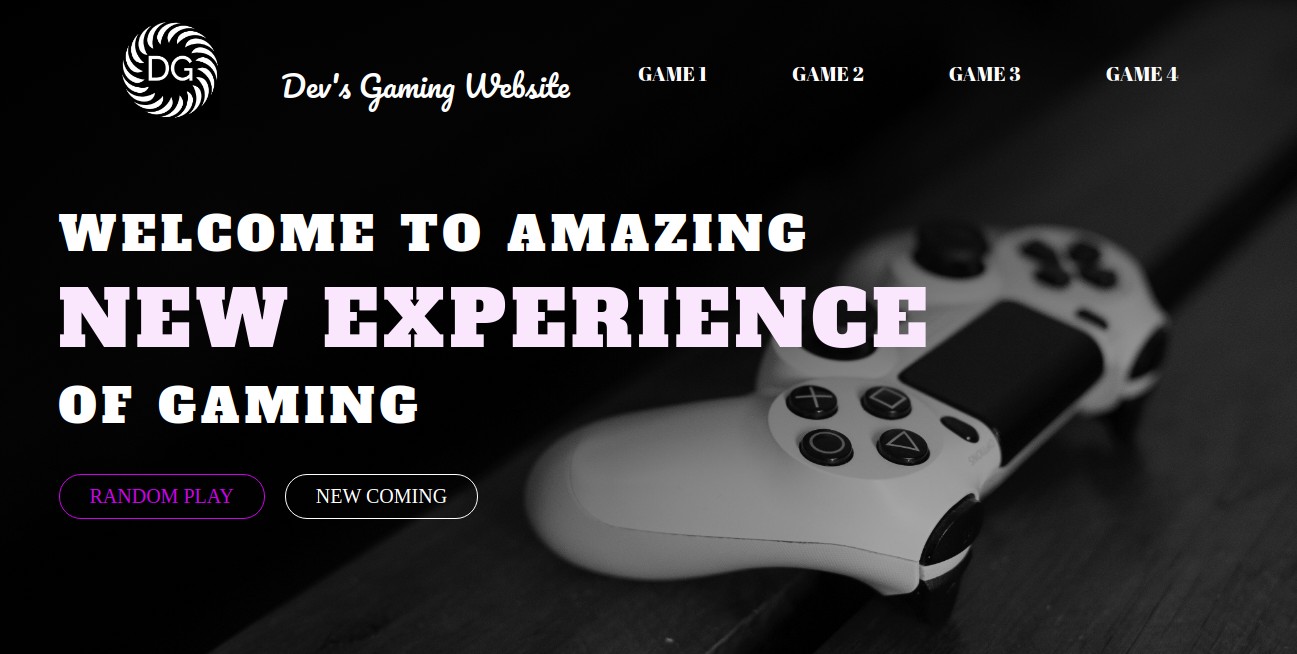 DG
Dev's Gaming Website
GAME 1
GAME 2
GAME 3
GAME 4
WELCOME TO AMAZING
NEW EXPERIENCE
OF GAMING
RANDOM PLAY
NEW COMING